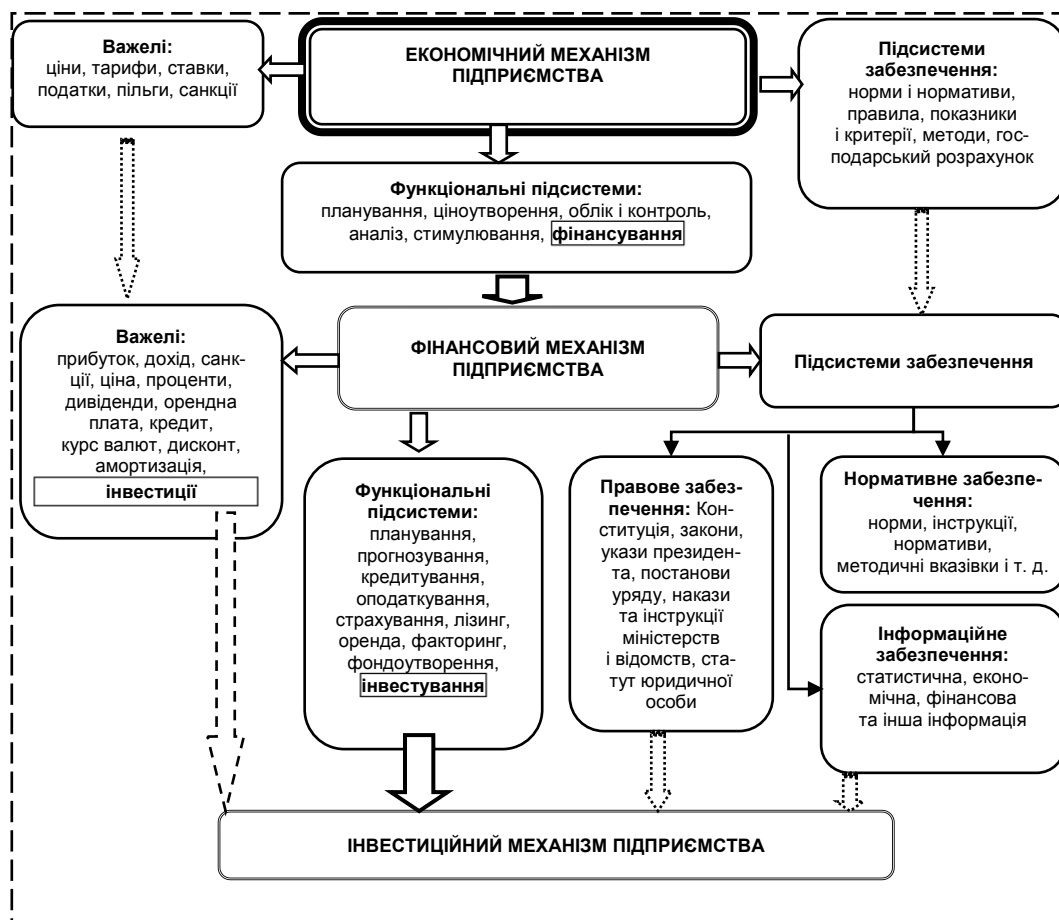 Важелі:
ціни, тарифи, ставки,
податки, пільги, санкції
ЕКОНОМІЧНИЙ МЕХАНІЗМ
ПІДПРИЄМСТВА
Підсистеми
забезпечення:
норми і нормативи,
правила, показники
і критерії, методи, гос-
подарський розрахунок
Функціональні підсистеми:
планування, ціноутворення, облік і контроль,
аналіз, стимулювання, фінансування
Важелі:
прибуток, дохід, санк-
ції, ціна, проценти,
дивіденди, орендна
плата, кредит,
курс валют, дисконт,
амортизація,
інвестиції
ФІНАНСОВИЙ МЕХАНІЗМ
ПІДПРИЄМСТВА
Підсистеми забезпечення
Функціональні
підсистеми:
планування,
прогнозування,
кредитування,
оподаткування,
страхування, лізинг,
оренда, факторинг,
фондоутворення,
інвестування
Правове забез-
печення: Кон-
ституція, закони,
укази президен-
та, постанови
уряду, накази
та інструкції
міністерств
і відомств, ста-
тут юридичної
особи
Нормативне забезпе-
чення:
норми, інструкції,
нормативи,
методичні вказівки і т. д.
Інформаційне
забезпечення:
статистична, еконо-
мічна, фінансова
та інша інформація
ІНВЕСТИЦІЙНИЙ МЕХАНІЗМ ПІДПРИЄМСТВА